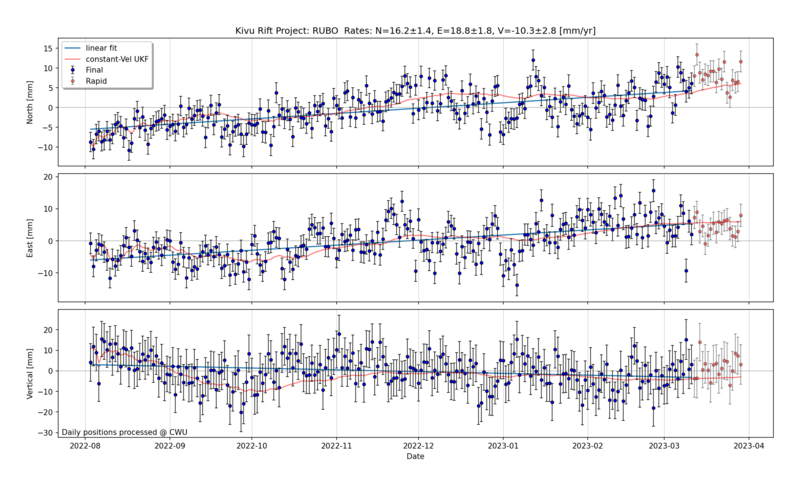 Kivu Rift Project: RUBO  Rates: N=16.2±1.4, E=18.8±1.8, V=-10.3±2.8 [mm/yr]
linear fit
constant-Vel UKF
Final
Rapid
North [mm]
15
10
5
0
−5
−10
East [mm]
20
10
0
−10
Vertical [mm]
20
10
0
−10
−20
−30
Daily positions processed @ CWU
2022-08 2022-09 2022-10 2022-11 2022-12 2023-01 2023-02 2023-03 2023-04
Date